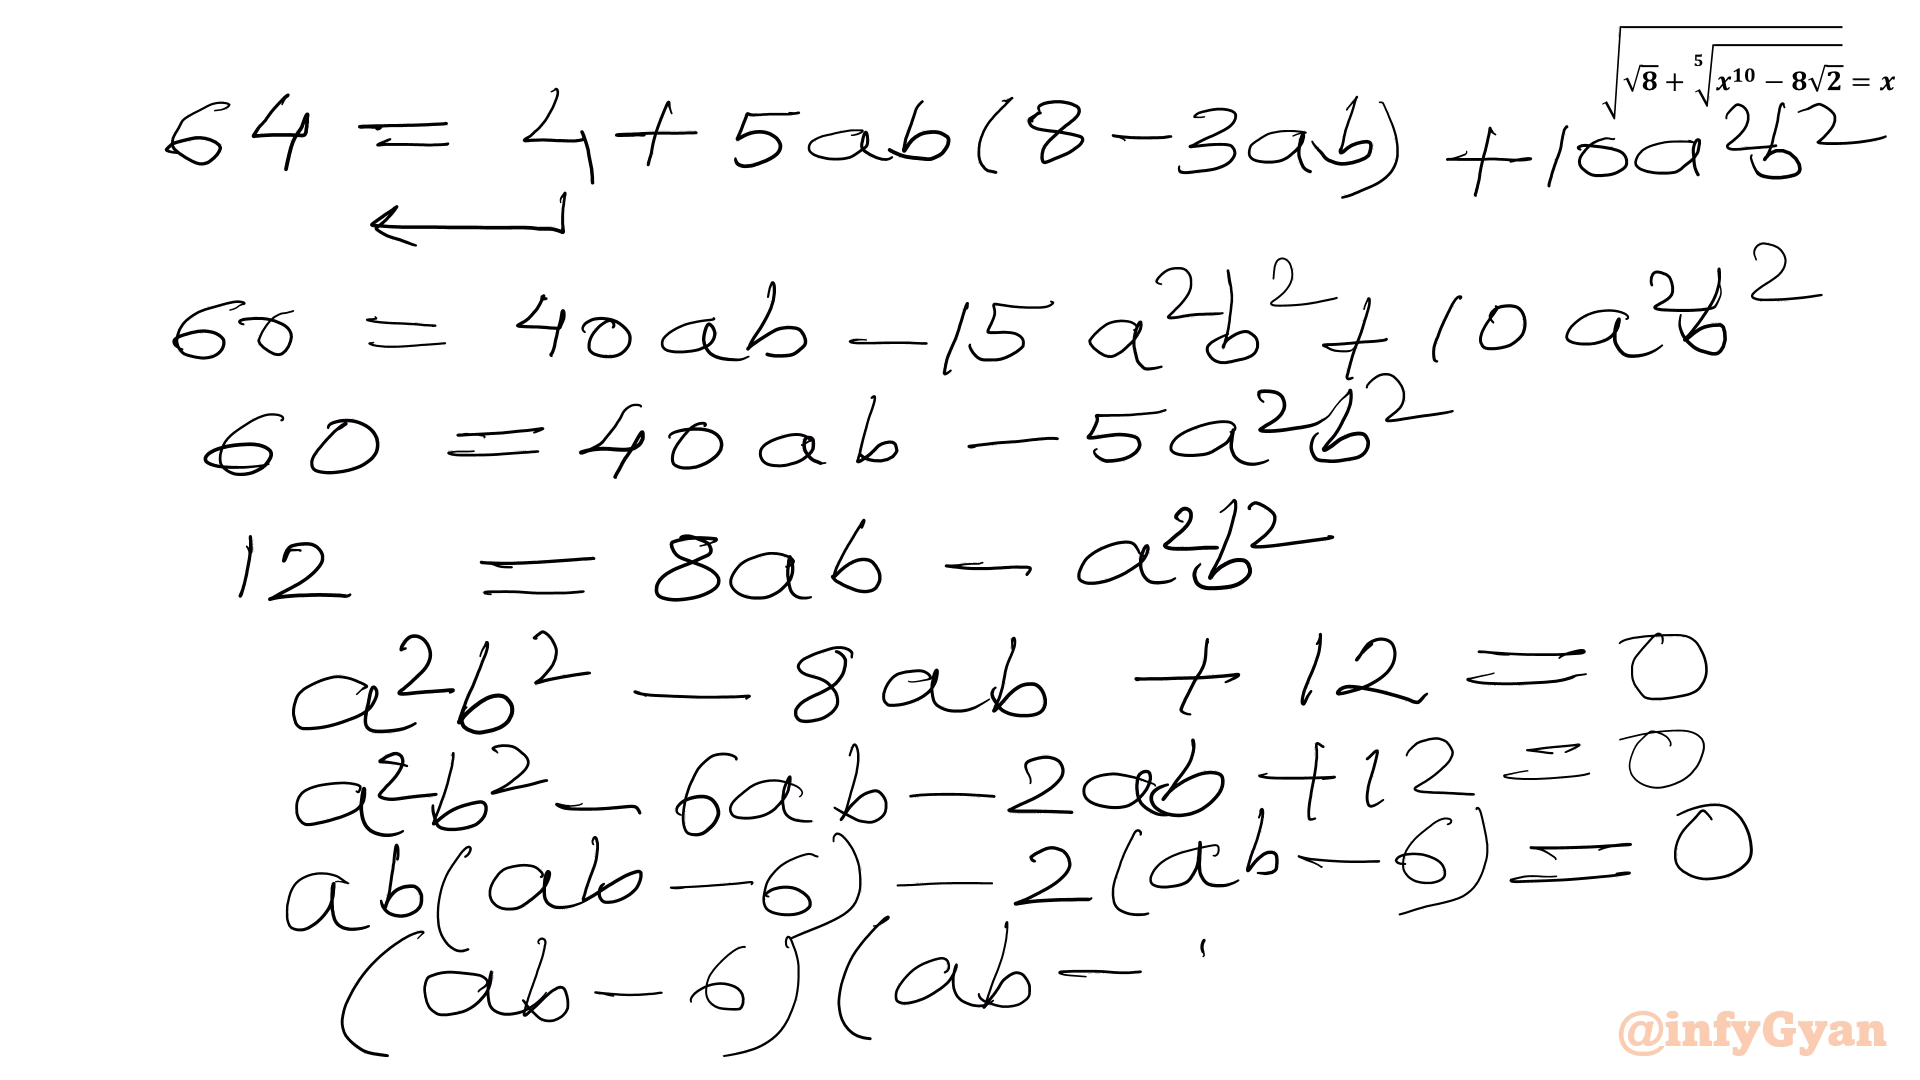 √(√8 + ⁵√(x¹⁰ − 8√2)) = x
64 = 4 + 5ab(8 − 3ab) + 10a²b²
60 = 40ab − 15a²b² + 10a²b²
60 = 40ab − 5a²b²
12 = 8ab − a²b²
a²b² − 8ab + 12 = 0
a²b² − 6ab − 2ab + 12 = 0
ab(ab − 6) − 2(ab − 6) = 0
(ab − 6)(ab −
@infyGyan